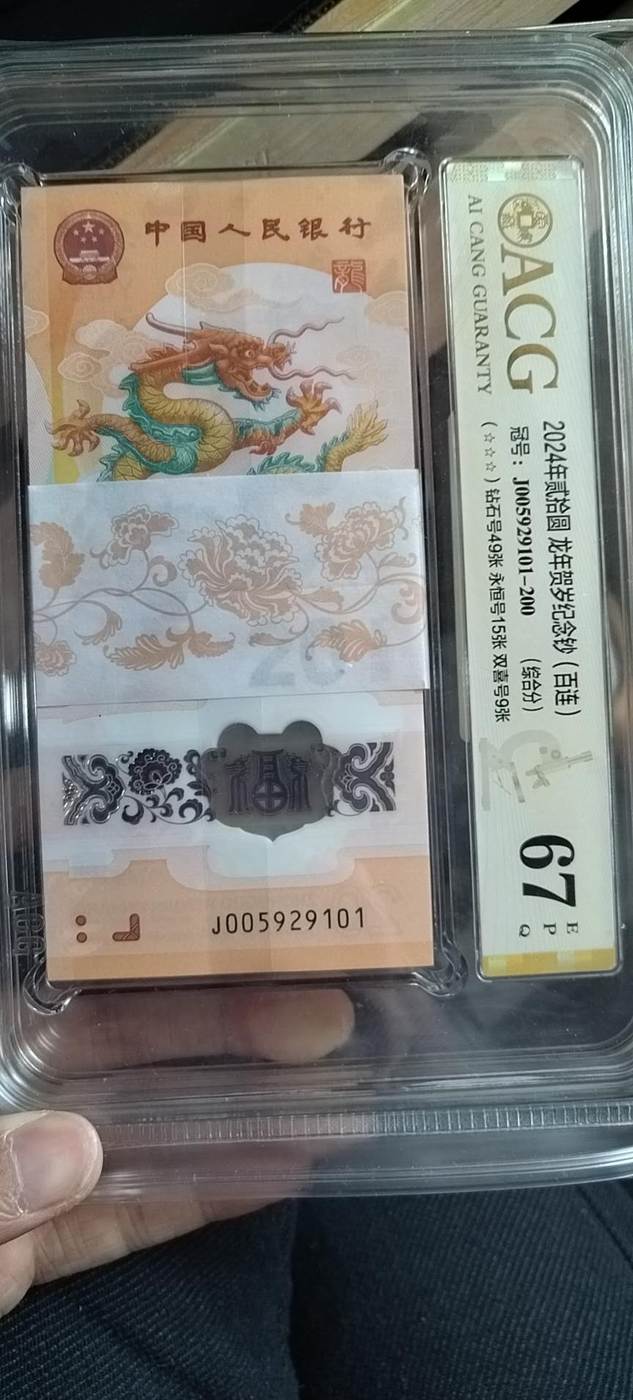 中国人民银行
龍
福
J005929101
ACG
AI CANG GUARANTY
2024年贰拾圆 龙年贺岁纪念钞（百连）
冠号：J005929101-200 （综合分）
（☆☆☆）钻石号49张 永恒号15张 双喜号9张
67
E
P
Q